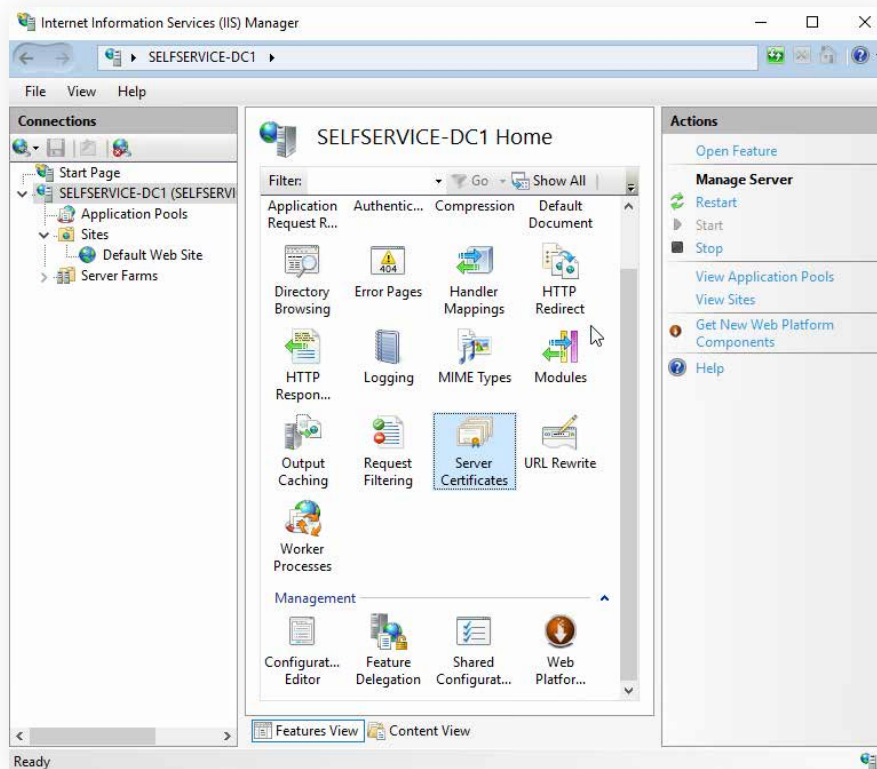 Internet Information Services (IIS) Manager
SELFSERVICE-DC1
File View Help
Connections
Start Page
SELFSERVICE-DC1 (SELFSERVI
Application Pools
Sites
Default Web Site
Server Farms
SELFSERVICE-DC1 Home
Filter: Go Show All
Application Request R...
Authentic...
Compression
Default Document
Directory Browsing
Error Pages
404
Handler Mappings
HTTP Redirect
HTTP Respon...
Logging
MIME Types
Modules
Output Caching
Request Filtering
Server Certificates
URL Rewrite
Worker Processes
Management
Configurat... Editor
Feature Delegation
Shared Configurat...
Web Platfor...
Features View
Content View
Actions
Open Feature
Manage Server
Restart
Start
Stop
View Application Pools
View Sites
Get New Web Platform
Components
Help
Ready